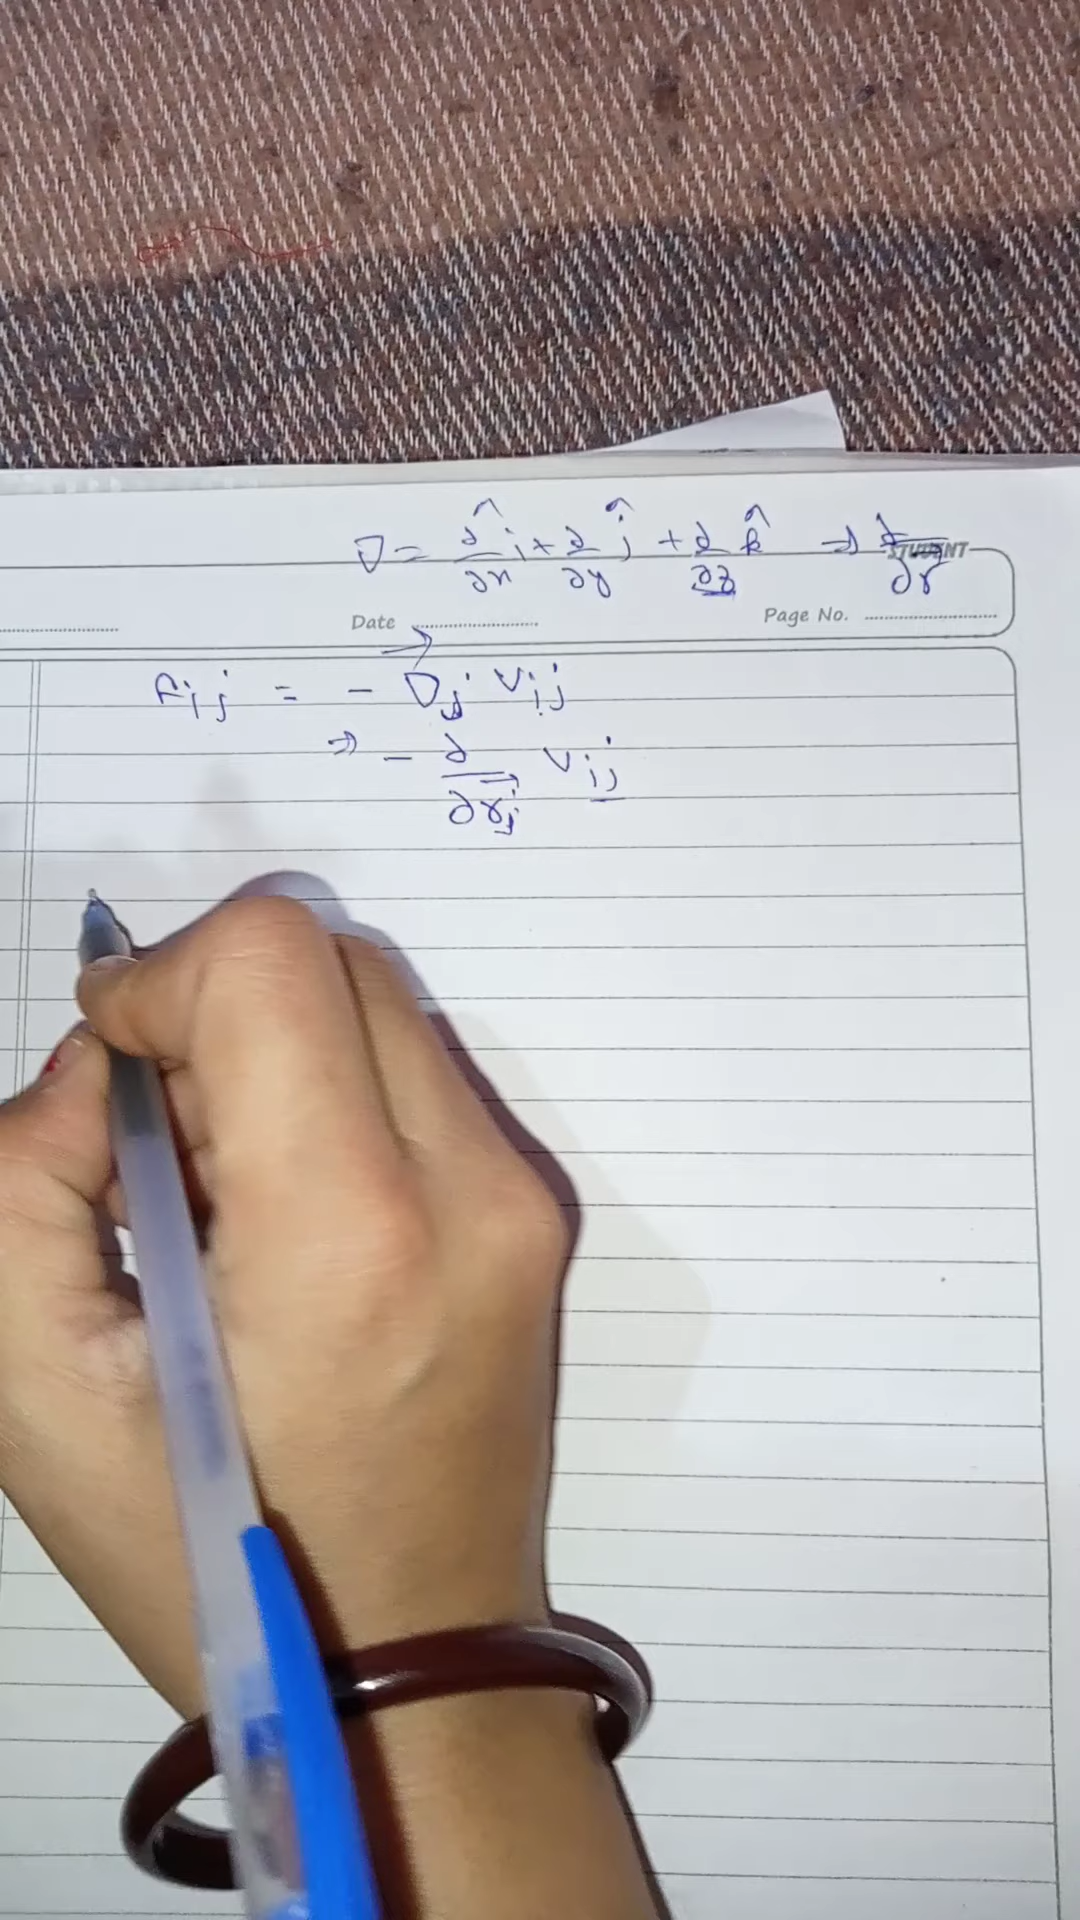 ∇ = ∂/∂x î + ∂/∂y ĵ + ∂/∂z k̂ → ∂/∂r
STUDENT
Date ........................ Page No. ........................
Fij = - ∇⃗j Vij
⇒ - ∂/∂r⃗j Vij